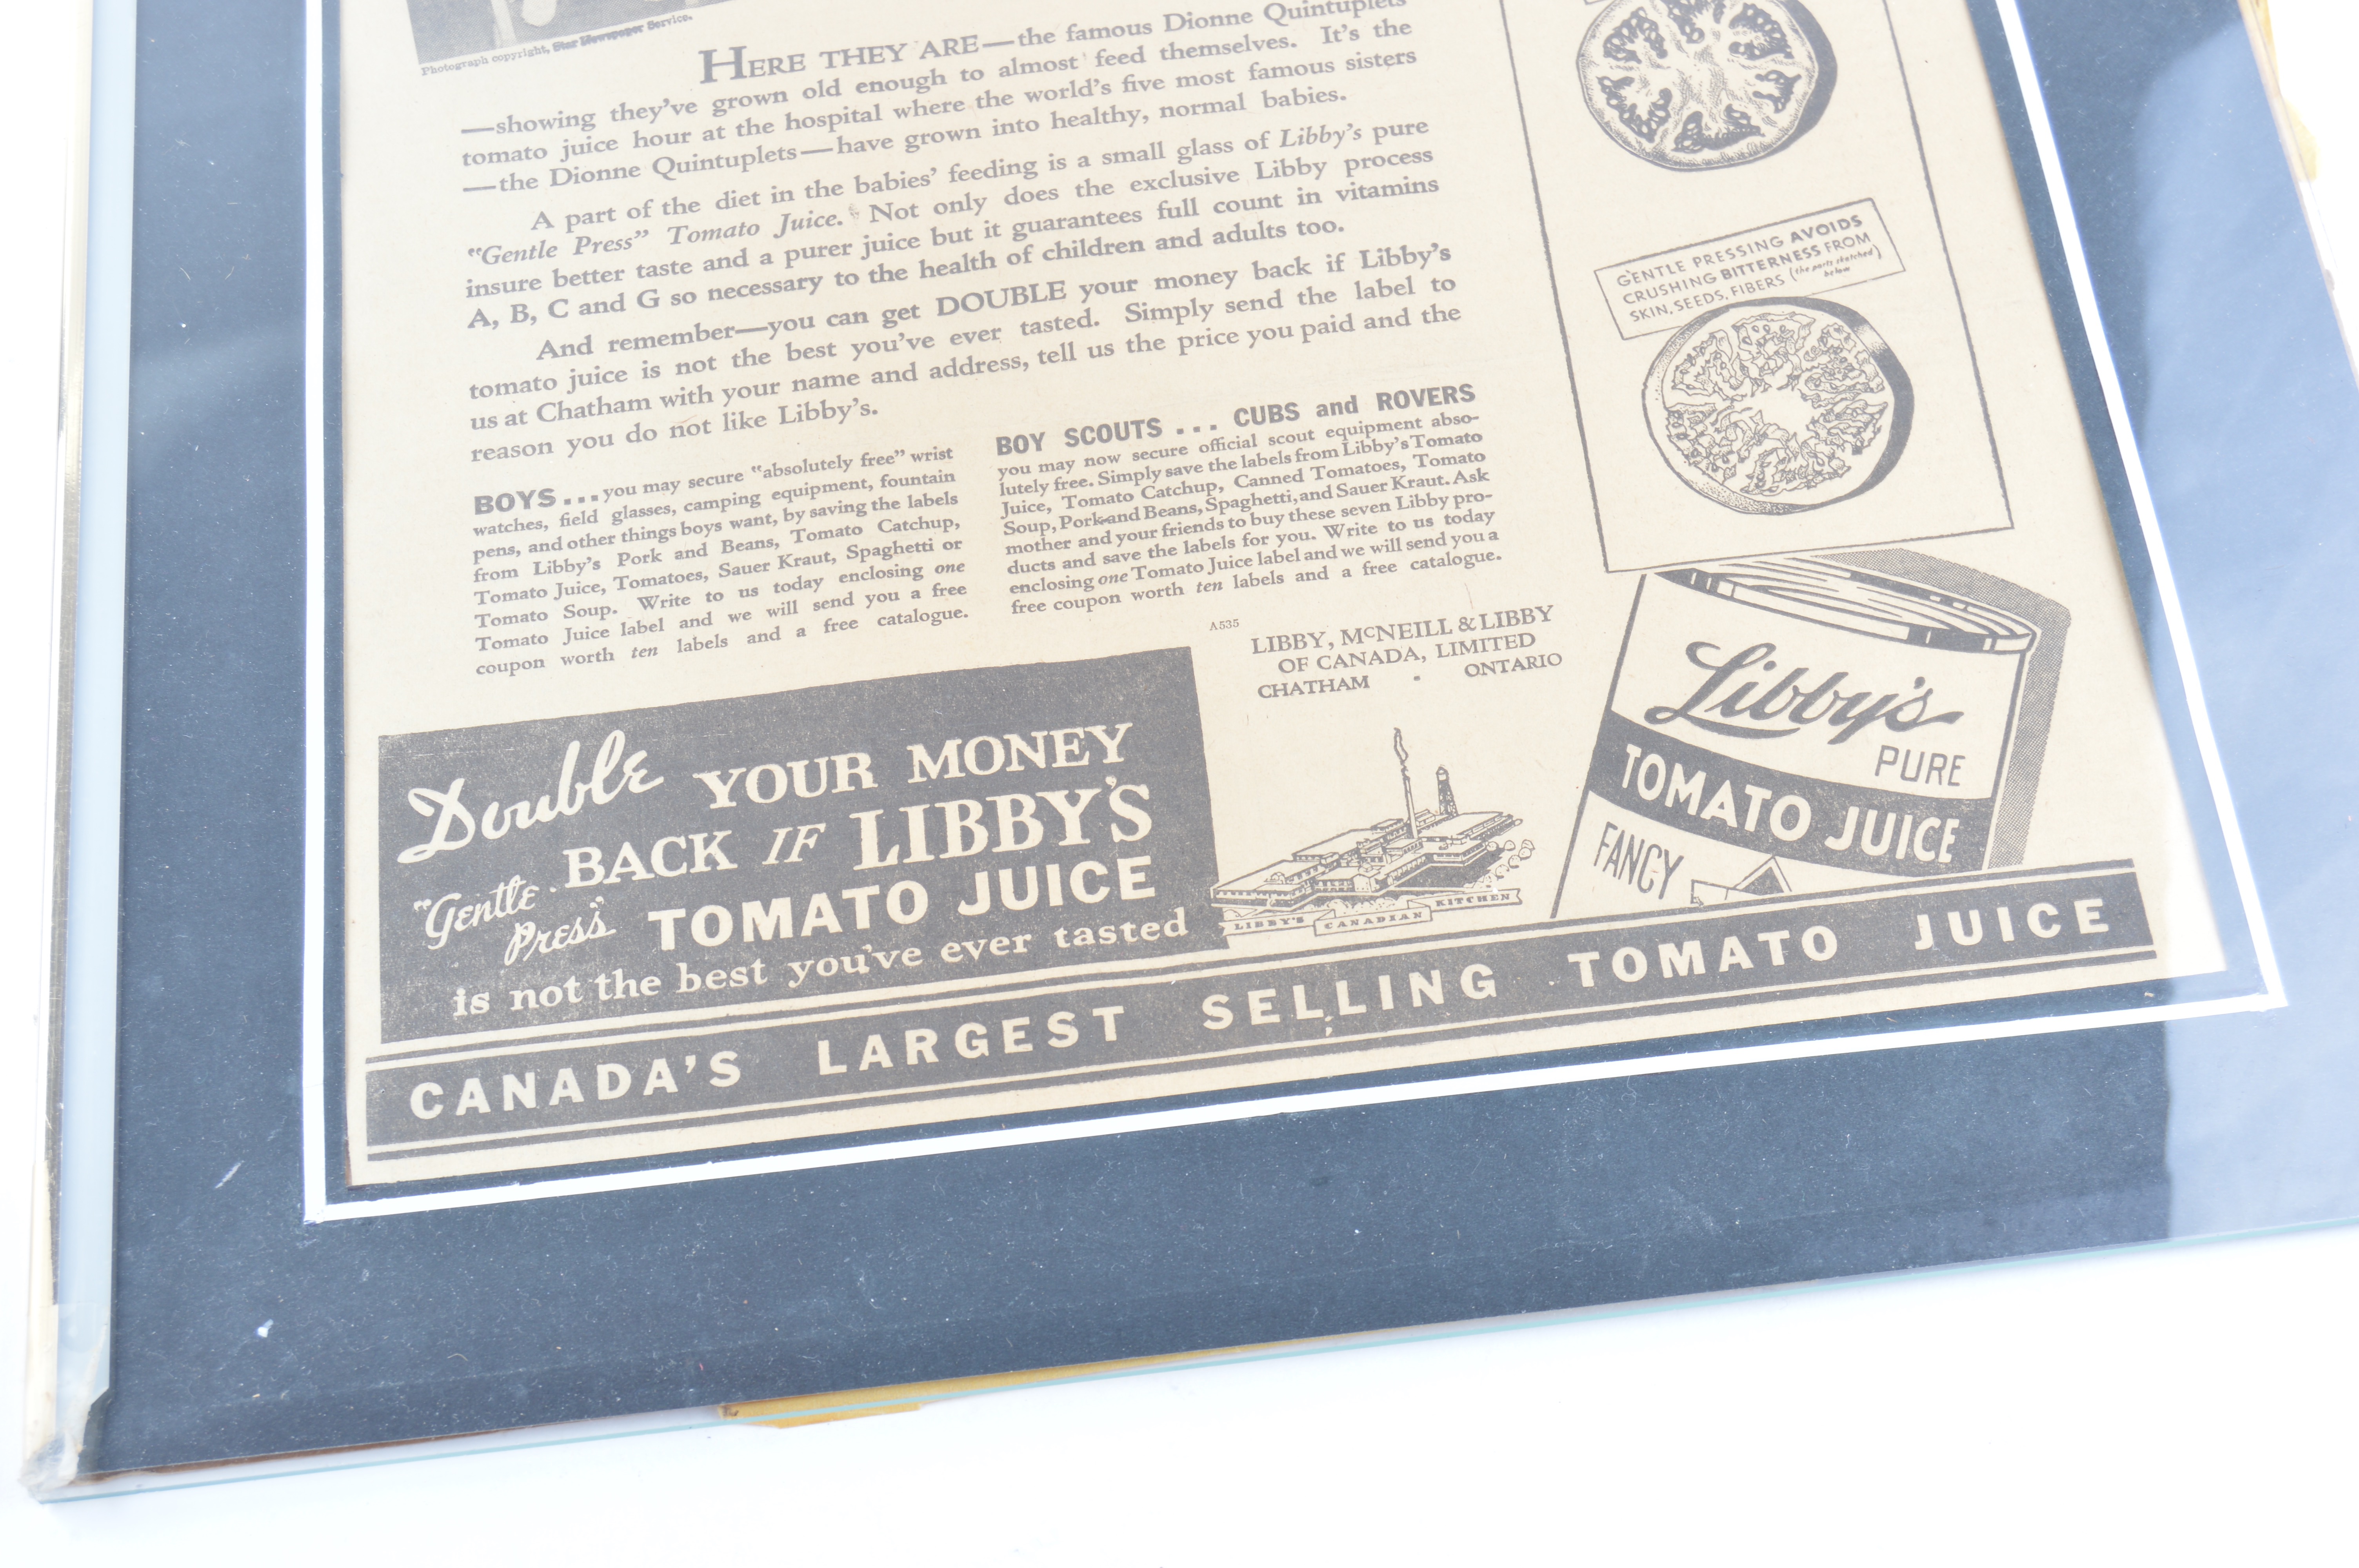 Photograph copyright, Star Newspaper Service.
HERE THEY ARE—the famous Dionne Quintuplets
—showing they've grown old enough to almost feed themselves. It's the
tomato juice hour at the hospital where the world's five most famous sisters
—the Dionne Quintuplets—have grown into healthy, normal babies.
A part of the diet in the babies' feeding is a small glass of Libby's pure
"Gentle Press" Tomato Juice. Not only does the exclusive Libby process
insure better taste and a purer juice but it guarantees full count in vitamins
A, B, C and G so necessary to the health of children and adults too.
And remember—you can get DOUBLE your money back if Libby's
tomato juice is not the best you've ever tasted. Simply send the label to
us at Chatham with your name and address, tell us the price you paid and the
reason you do not like Libby's.
BOYS...you may secure "absolutely free" wrist
watches, field glasses, camping equipment, fountain
pens, and other things boys want, by saving the labels
from Libby's Pork and Beans, Tomato Catchup,
Tomato Juice, Tomatoes, Sauer Kraut, Spaghetti or
Tomato Soup. Write to us today enclosing one
Tomato Juice label and we will send you a free
coupon worth ten labels and a free catalogue.
BOY SCOUTS ... CUBS and ROVERS
you may now secure official scout equipment abso-
lutely free. Simply save the labels from Libby's Tomato
Juice, Tomato Catchup, Canned Tomatoes, Tomato
Soup, Pork and Beans, Spaghetti, and Sauer Kraut. Ask
mother and your friends to buy these seven Libby pro-
ducts and save the labels for you. Write to us today
enclosing one Tomato Juice label and we will send you a
free coupon worth ten labels and a free catalogue.
A535
LIBBY, McNEILL & LIBBY
OF CANADA, LIMITED
CHATHAM • ONTARIO
GENTLE PRESSING AVOIDS
CRUSHING BITTERNESS FROM
SKIN, SEEDS, FIBERS (the parts sketched
below)
Libby's
PURE
TOMATO JUICE
FANCY
Double YOUR MONEY
BACK IF LIBBY'S
"Gentle
Press" TOMATO JUICE
is not the best you've ever tasted
LIBBY'S CANADIAN KITCHEN
CANADA'S LARGEST SELLING TOMATO JUICE